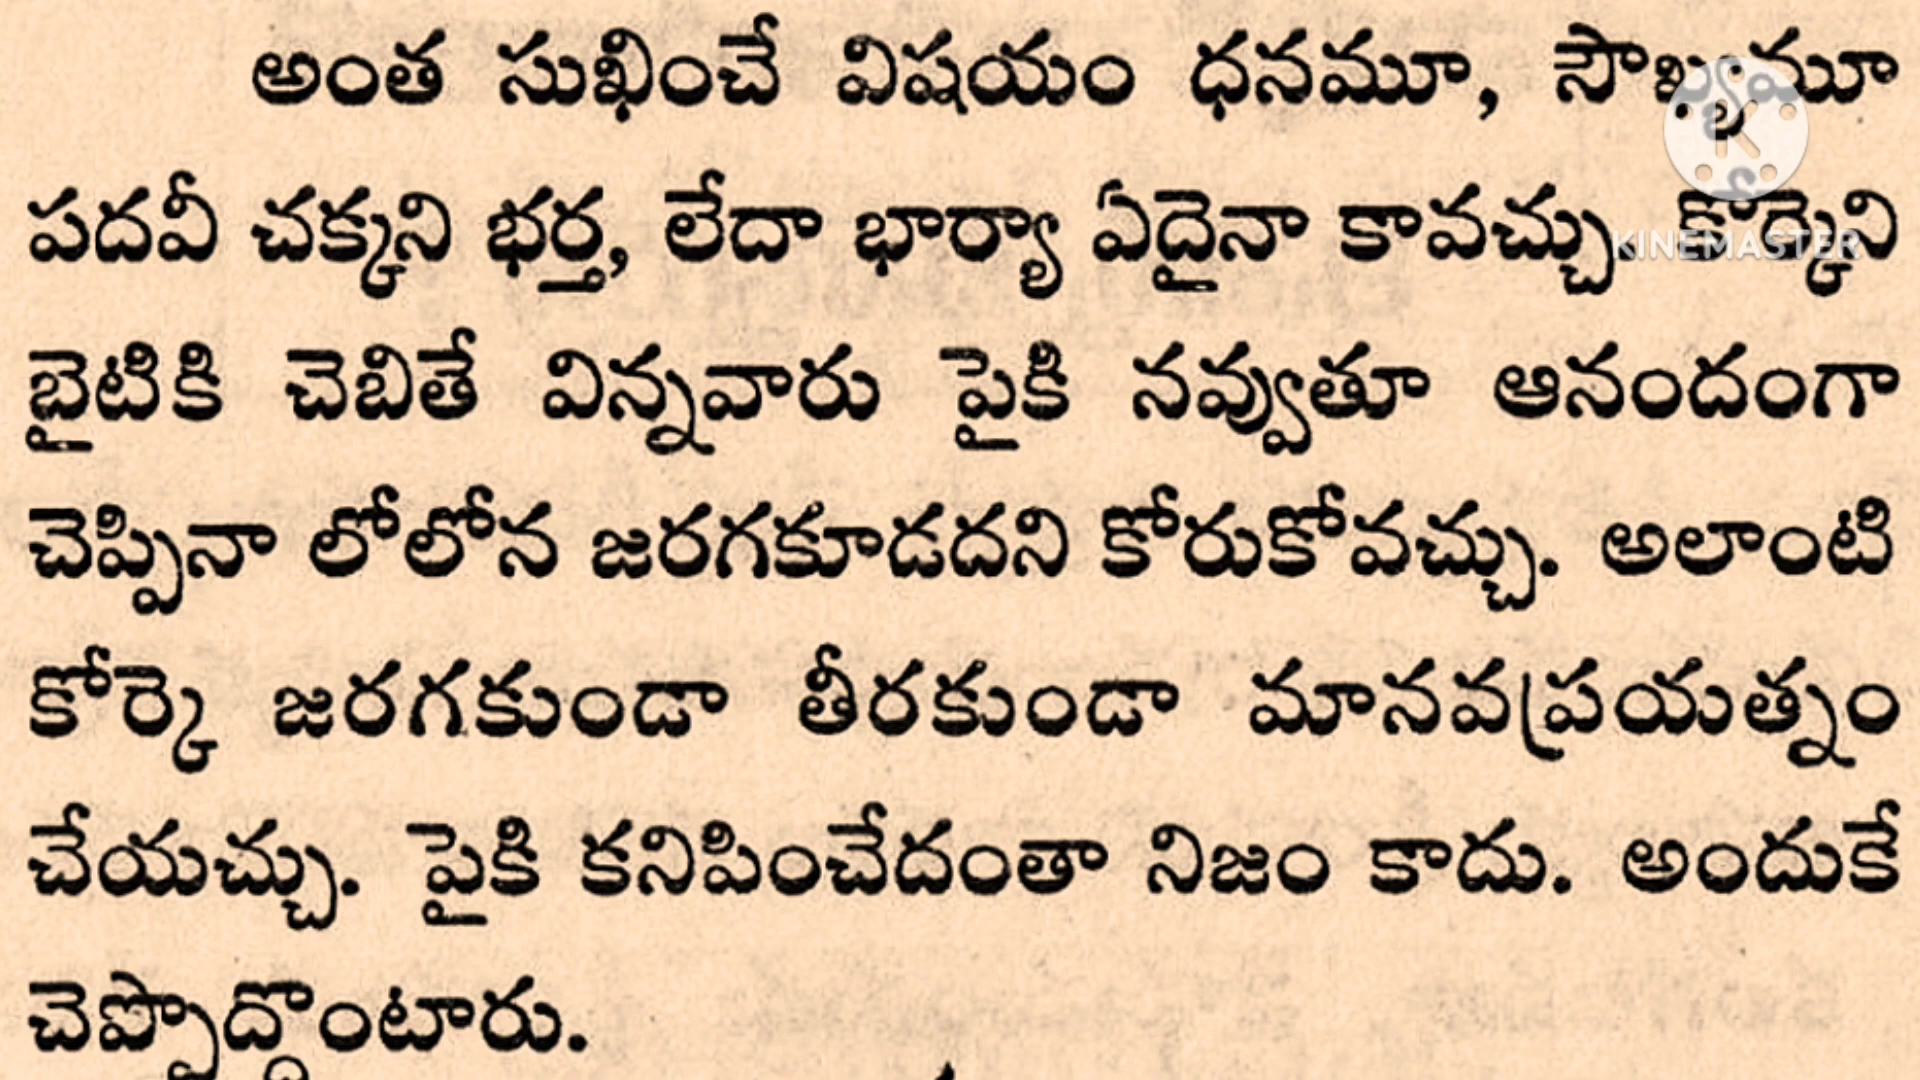 అంత సుఖించే విషయం ధనమూ, సౌఖ్యమూ
పదవీ చక్కని భర్త, లేదా భార్యా ఏదైనా కావచ్చు. కోర్కెని
KINEMASTER
బైటికి చెబితే విన్నవారు పైకి నవ్వుతూ ఆనందంగా
చెప్పినా లోలోన జరగకూడదని కోరుకోవచ్చు. అలాంటి
కోర్కె జరగకుండా తీరకుండా మానవప్రయత్నం
చేయచ్చు. పైకి కనిపించేదంతా నిజం కాదు. అందుకే
చెప్పొద్దొంటారు.